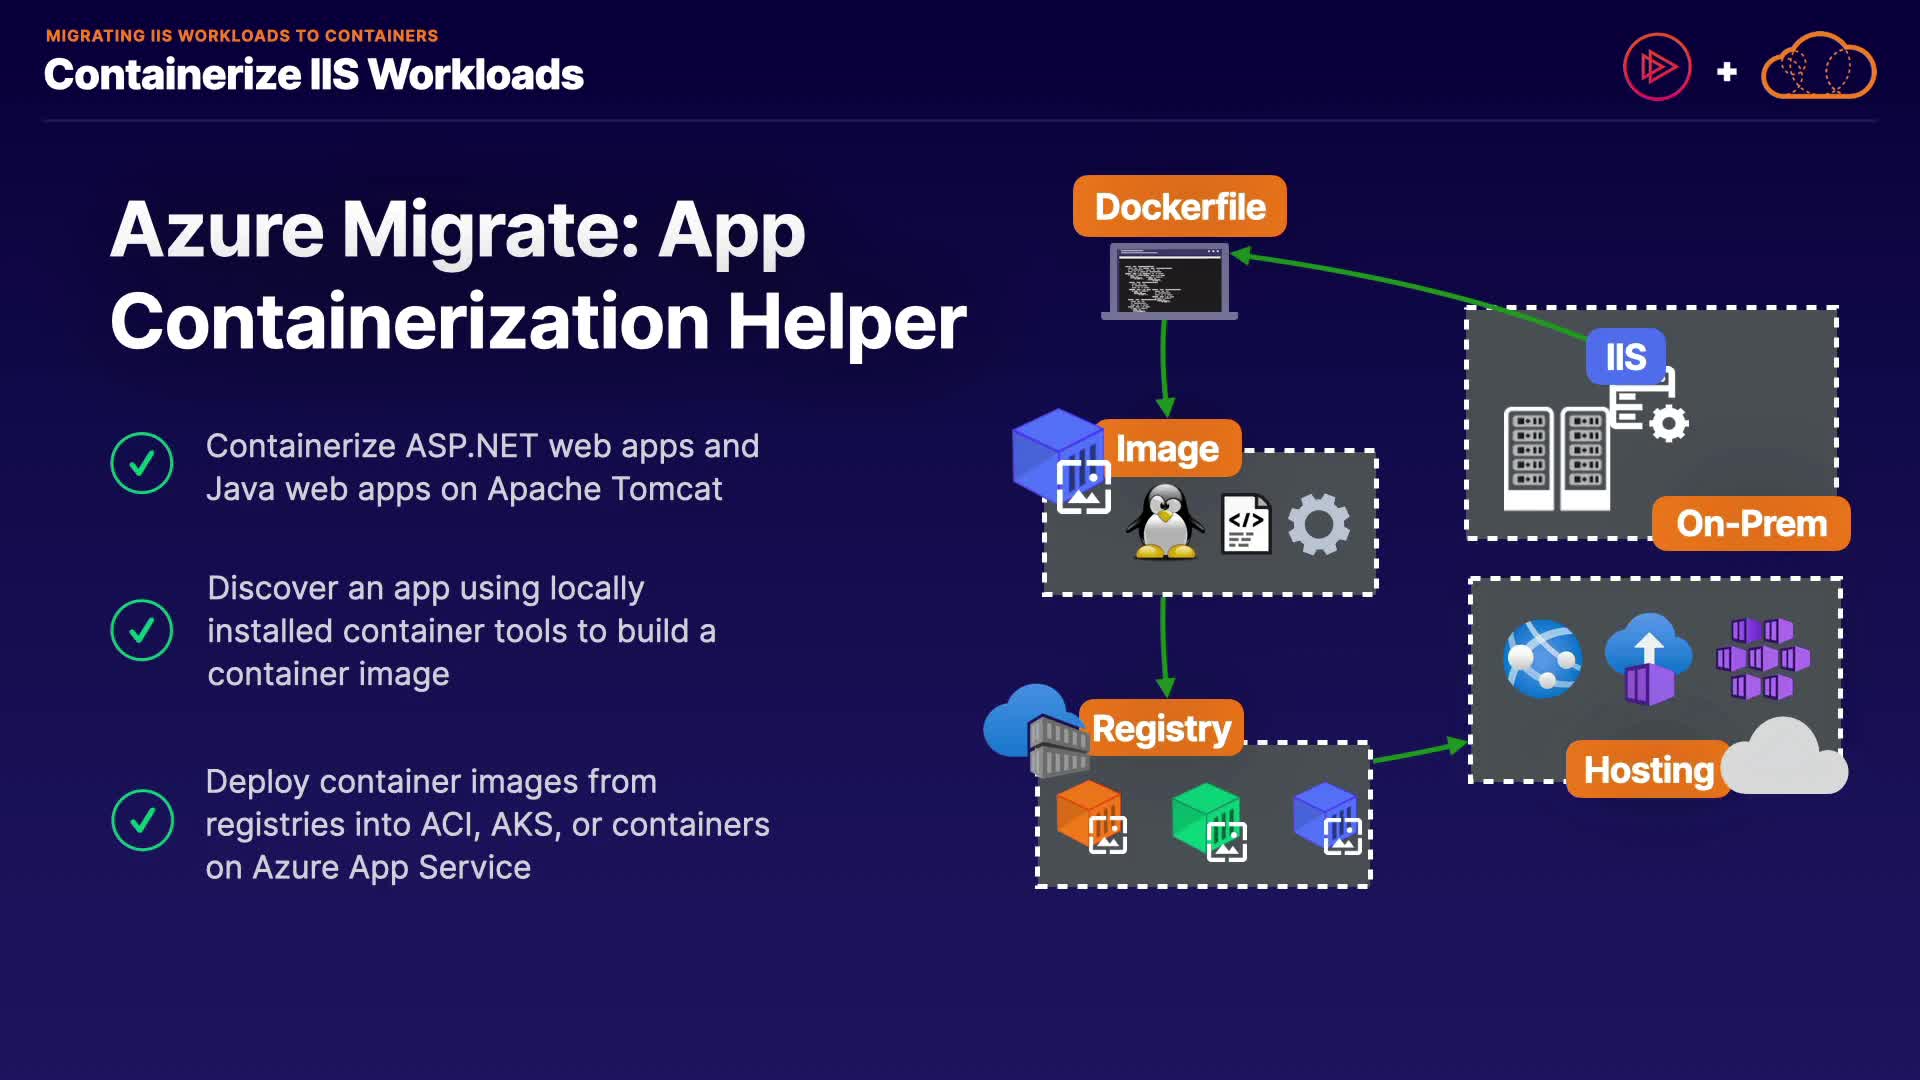 MIGRATING IIS WORKLOADS TO CONTAINERS
Containerize IIS Workloads
Azure Migrate: App
Containerization Helper
Containerize ASP.NET web apps and
Java web apps on Apache Tomcat
Discover an app using locally
installed container tools to build a
container image
Deploy container images from
registries into ACI, AKS, or containers
on Azure App Service
+
Dockerfile
IIS
On-Prem
Image
</>
Registry
Hosting